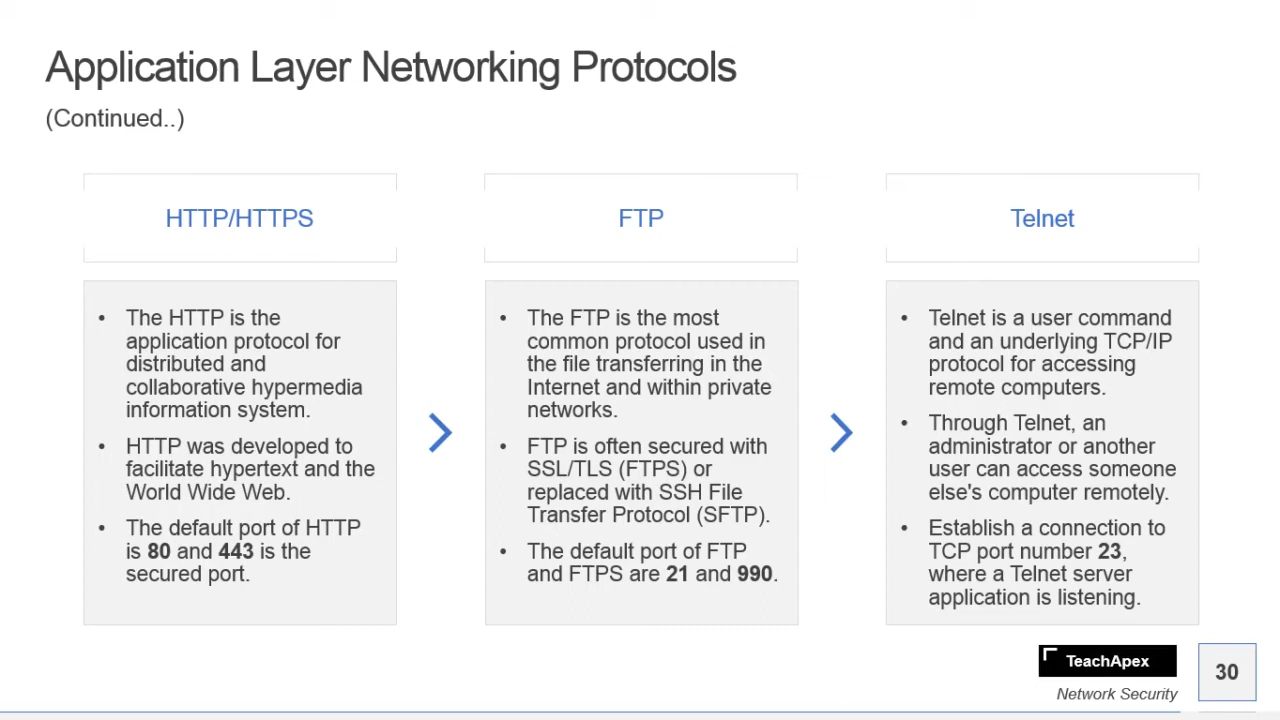 Application Layer Networking Protocols
(Continued..)
HTTP/HTTPS
• The HTTP is the
application protocol for
distributed and
collaborative hypermedia
information system.
• HTTP was developed to
facilitate hypertext and the
World Wide Web.
• The default port of HTTP
is 80 and 443 is the
secured port.
FTP
• The FTP is the most
common protocol used in
the file transferring in the
Internet and within private
networks.
• FTP is often secured with
SSL/TLS (FTPS) or
replaced with SSH File
Transfer Protocol (SFTP).
• The default port of FTP
and FTPS are 21 and 990.
Telnet
• Telnet is a user command
and an underlying TCP/IP
protocol for accessing
remote computers.
• Through Telnet, an
administrator or another
user can access someone
else's computer remotely.
• Establish a connection to
TCP port number 23,
where a Telnet server
application is listening.
TeachApex
Network Security
30